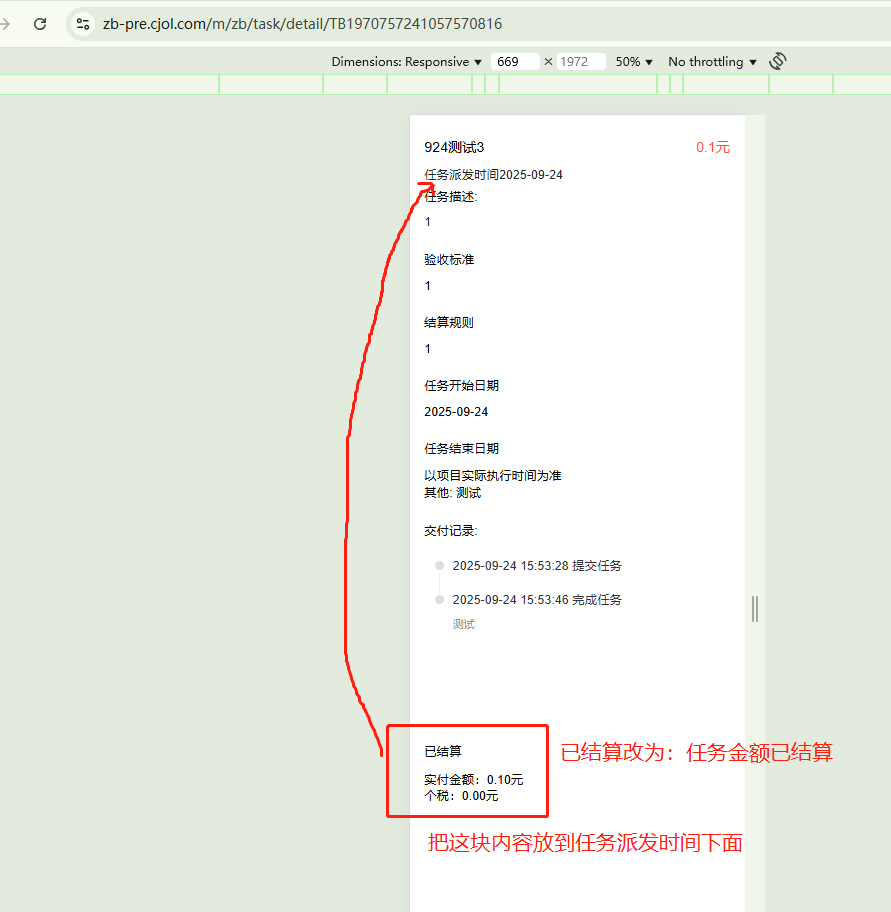 zb-pre.cjol.com/m/zb/task/detail/TB1970757241057570816
Dimensions: Responsive ▼ 669 × 1972 50% ▼ No throttling ▼
924测试3 0.1元
任务派发时间2025-09-24
任务描述:
1
验收标准
1
结算规则
1
任务开始日期
2025-09-24
任务结束日期
以项目实际执行时间为准
其他: 测试
交付记录:
2025-09-24 15:53:28 提交任务
2025-09-24 15:53:46 完成任务
测试
已结算 已结算改为：任务金额已结算
实付金额：0.10元
个税：0.00元
把这块内容放到任务派发时间下面